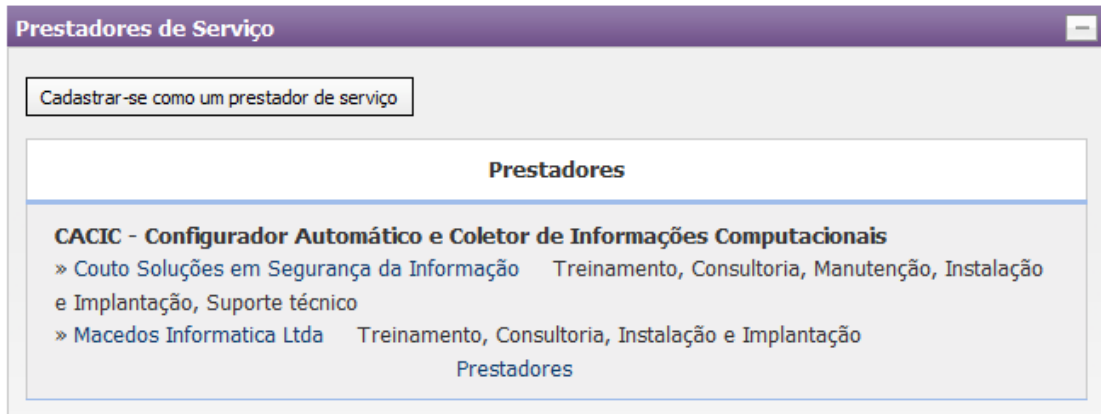 Prestadores de Serviço
Cadastrar-se como um prestador de serviço
Prestadores
CACIC - Configurador Automático e Coletor de Informações Computacionais
» Couto Soluções em Segurança da Informação Treinamento, Consultoria, Manutenção, Instalação
e Implantação, Suporte técnico
» Macedos Informatica Ltda Treinamento, Consultoria, Instalação e Implantação
Prestadores